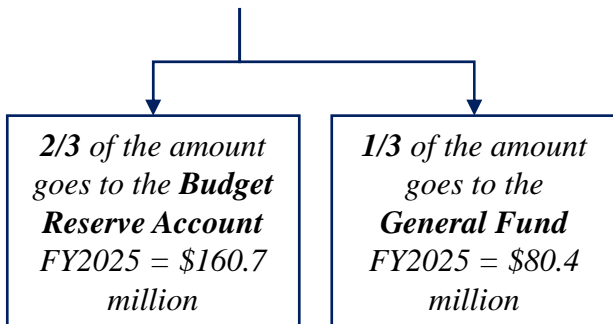 2/3 of the amount
goes to the Budget
Reserve Account
FY2025 = $160.7
million
1/3 of the amount
goes to the
General Fund
FY2025 = $80.4
million